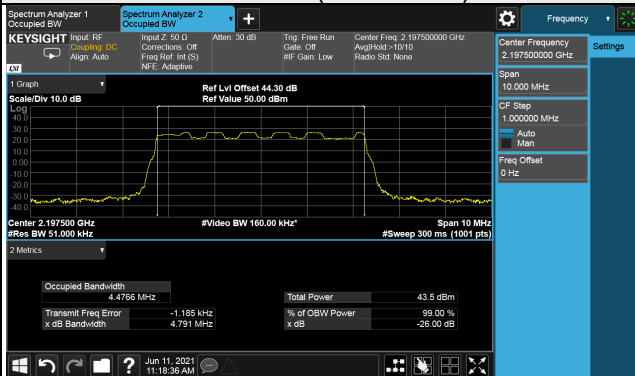 Spectrum Analyzer 1
Occupied BW
Spectrum Analyzer 2
Occupied BW
+
Frequency
KEYSIGHT
LXI
Input: RF
Coupling: DC
Align: Auto
Input Z: 50 Ω
Corrections: Off
Freq Ref: Int (S)
NFE: Adaptive
Atten: 30 dB
Trig: Free Run
Gate: Off
#IF Gain: Low
Center Freq: 2.197500000 GHz
Avg|Hold:>10/10
Radio Std: None
Center Frequency
2.197500000 GHz
Settings
Span
10.000 MHz
CF Step
1.000000 MHz
Auto
Man
Freq Offset
0 Hz
1 Graph
Scale/Div 10.0 dB
Ref Lvl Offset 44.30 dB
Ref Value 50.00 dBm
Log
40.0
30.0
20.0
10.0
0.00
-10.0
-20.0
-30.0
-40.0
Center 2.197500 GHz
#Res BW 51.000 kHz
#Video BW 160.00 kHz*
Span 10 MHz
#Sweep 300 ms (1001 pts)
2 Metrics
Occupied Bandwidth
4.4766 MHz
Transmit Freq Error -1.185 kHz
x dB Bandwidth 4.791 MHz
Total Power 43.5 dBm
% of OBW Power 99.00 %
x dB -26.00 dB
?
Jun 11, 2021
11:18:36 AM